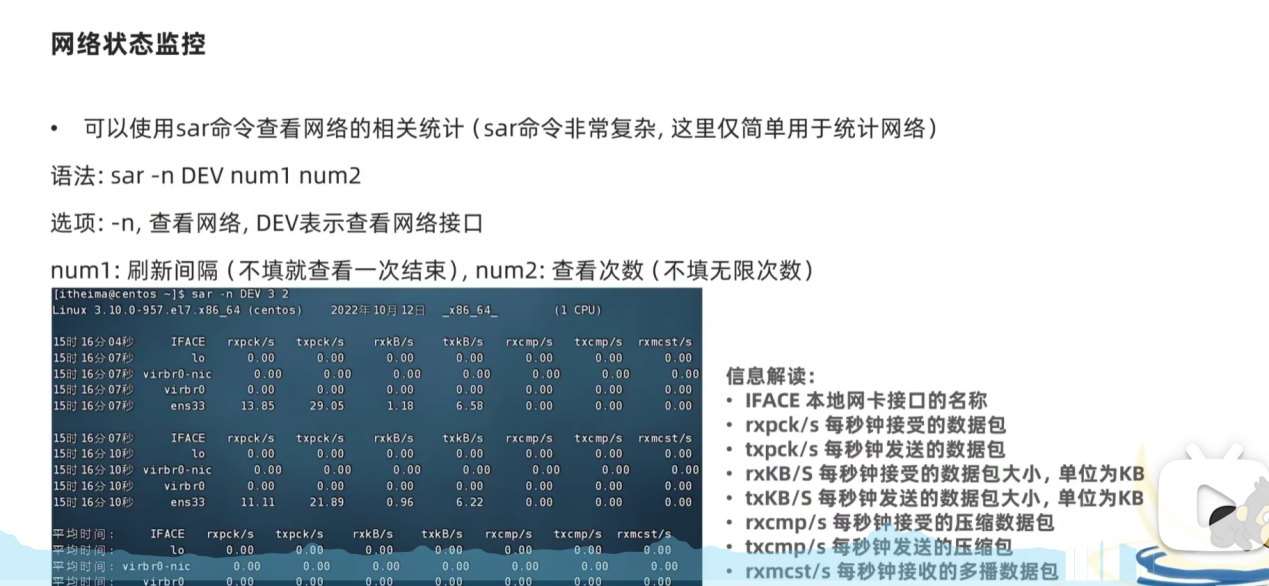 网络状态监控
• 可以使用sar命令查看网络的相关统计（sar命令非常复杂, 这里仅简单用于统计网络）
语法: sar -n DEV num1 num2
选项: -n, 查看网络, DEV表示查看网络接口
num1: 刷新间隔（不填就查看一次结束）, num2: 查看次数（不填无限次数）
[itheima@centos ~]$ sar -n DEV 3 2
Linux 3.10.0-957.el7.x86_64 (centos) 2022年10月12日 _x86_64_ (1 CPU)
15时16分04秒 IFACE rxpck/s txpck/s rxkB/s txkB/s rxcmp/s txcmp/s rxmcst/s
15时16分07秒 lo 0.00 0.00 0.00 0.00 0.00 0.00 0.00
15时16分07秒 virbr0-nic 0.00 0.00 0.00 0.00 0.00 0.00 0.00
15时16分07秒 virbr0 0.00 0.00 0.00 0.00 0.00 0.00 0.00
15时16分07秒 ens33 13.85 29.05 1.18 6.58 0.00 0.00 0.00
15时16分07秒 IFACE rxpck/s txpck/s rxkB/s txkB/s rxcmp/s txcmp/s rxmcst/s
15时16分10秒 lo 0.00 0.00 0.00 0.00 0.00 0.00 0.00
15时16分10秒 virbr0-nic 0.00 0.00 0.00 0.00 0.00 0.00 0.00
15时16分10秒 virbr0 0.00 0.00 0.00 0.00 0.00 0.00 0.00
15时16分10秒 ens33 11.11 21.89 0.96 6.22 0.00 0.00 0.00
平均时间: IFACE rxpck/s txpck/s rxkB/s txkB/s rxcmp/s txcmp/s rxmcst/s
平均时间: lo 0.00 0.00 0.00 0.00 0.00 0.00 0.00
平均时间: virbr0-nic 0.00 0.00 0.00 0.00 0.00 0.00 0.00
平均时间: virbr0 0.00 0.00 0.00 0.00 0.00 0.00 0.00
信息解读:
• IFACE 本地网卡接口的名称
• rxpck/s 每秒钟接受的数据包
• txpck/s 每秒钟发送的数据包
• rxKB/S 每秒钟接受的数据包大小, 单位为KB
• txKB/S 每秒钟发送的数据包大小, 单位为KB
• rxcmp/s 每秒钟接受的压缩数据包
• txcmp/s 每秒钟发送的压缩包
• rxmcst/s 每秒钟接收的多播数据包